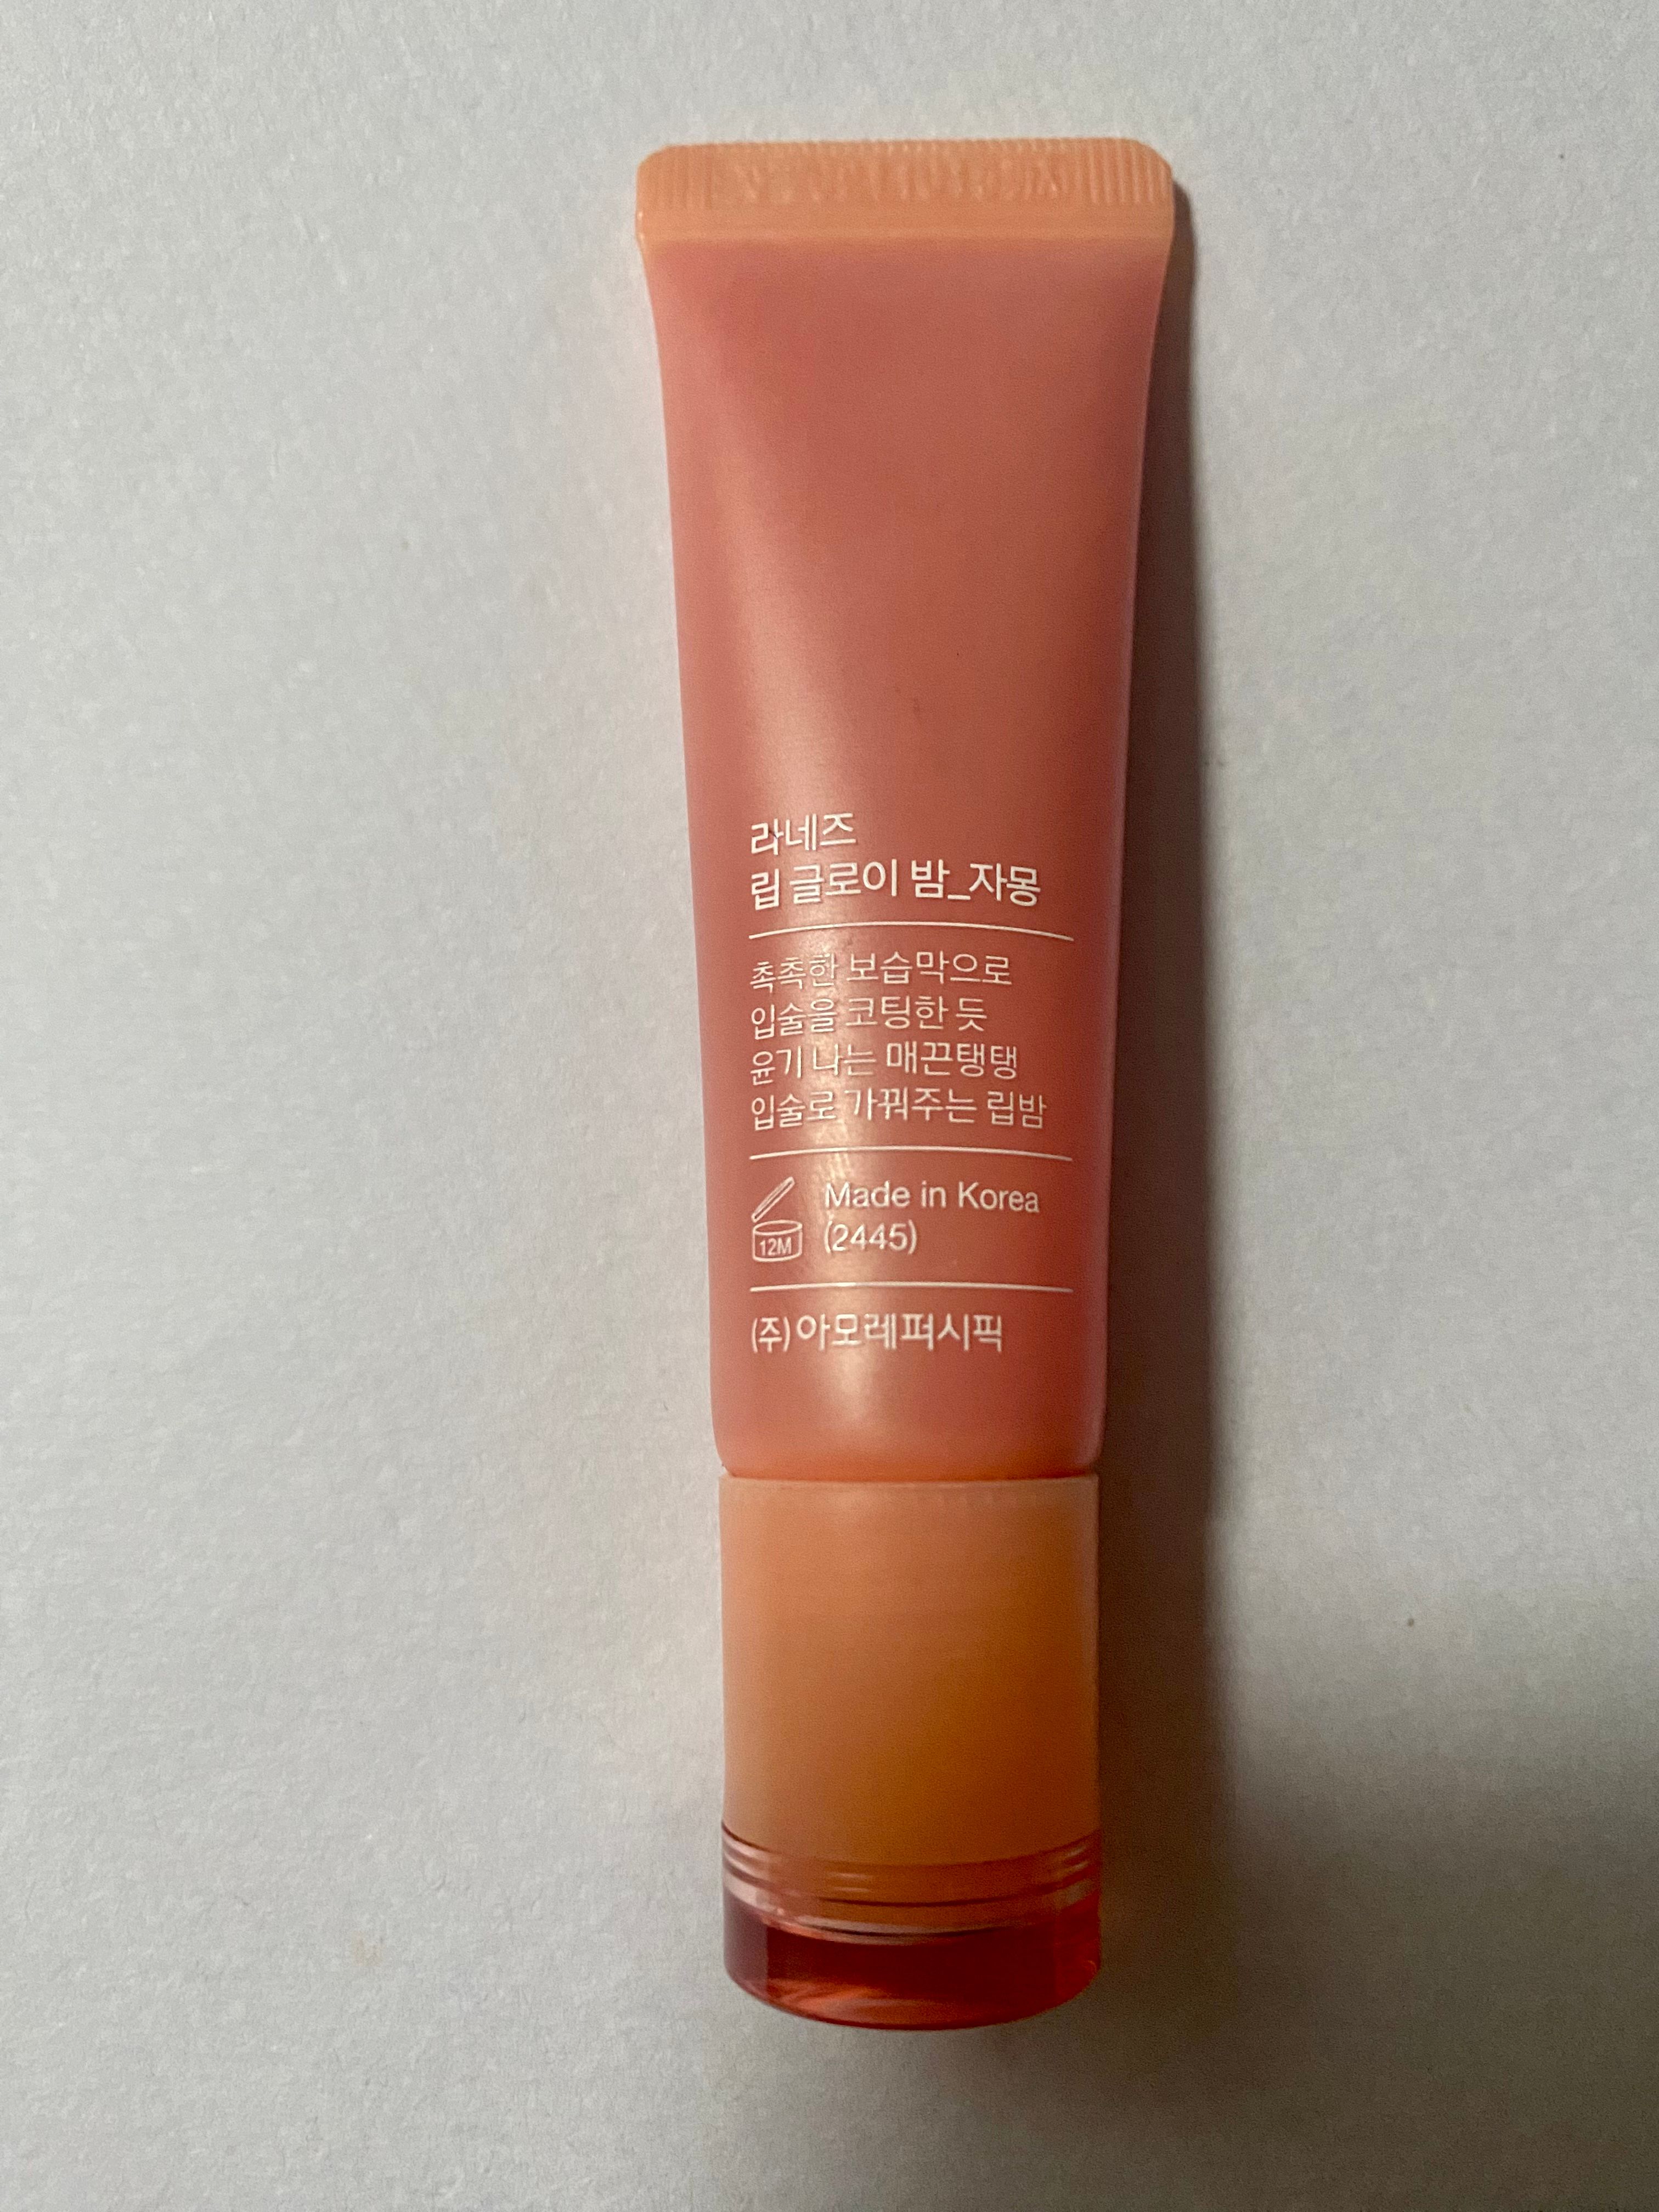 라네즈
립 글로이 밤_자몽
촉촉한 보습막으로
입술을 코팅한 듯
윤기 나는 매끈탱탱
입술로 가꿔주는 립밤
Made in Korea
12M (2445)
(주)아모레퍼시픽